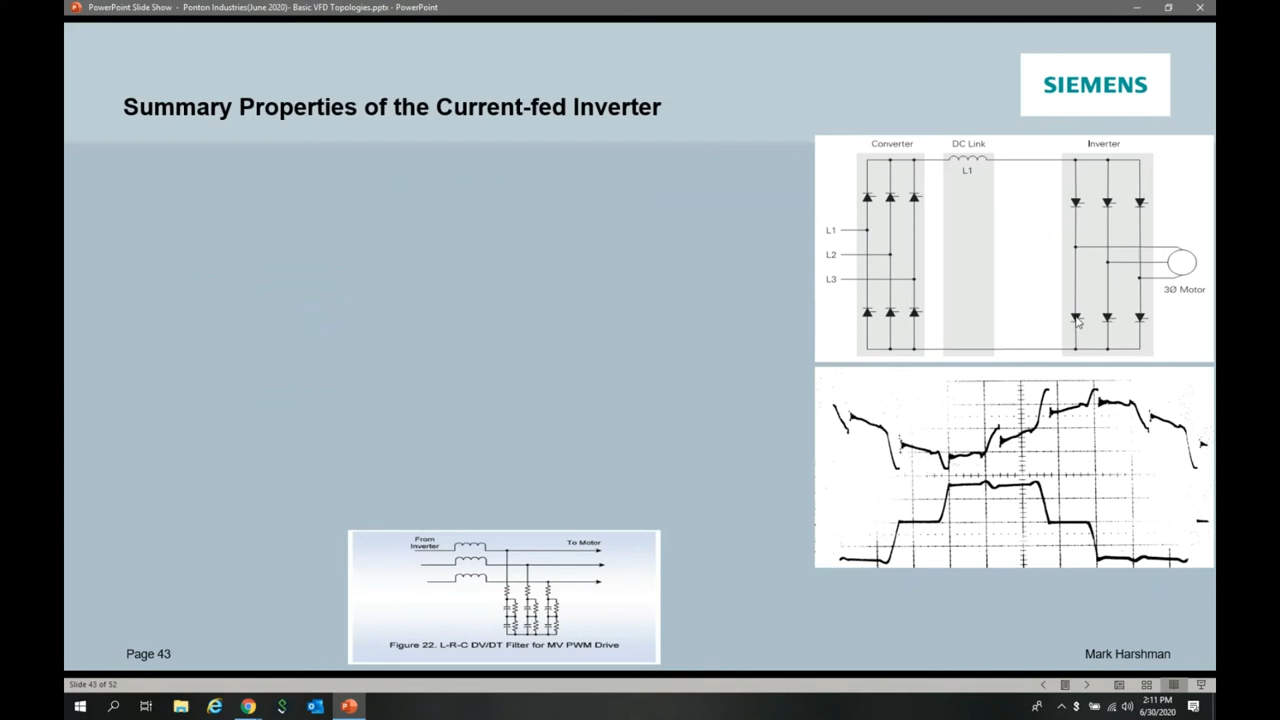 PowerPoint Slide Show - Ponton Industries(June 2020)- Basic VFD Topologies.pptx - PowerPoint
SIEMENS
Summary Properties of the Current-fed Inverter
Converter
DC Link
Inverter
L1
L1
L2
L3
3Ø Motor
From
Inverter
To Motor
Figure 22. L-R-C DV/DT Filter for MV PWM Drive
Page 43
Mark Harshman
Slide 43 of 52
2:11 PM
6/30/2020